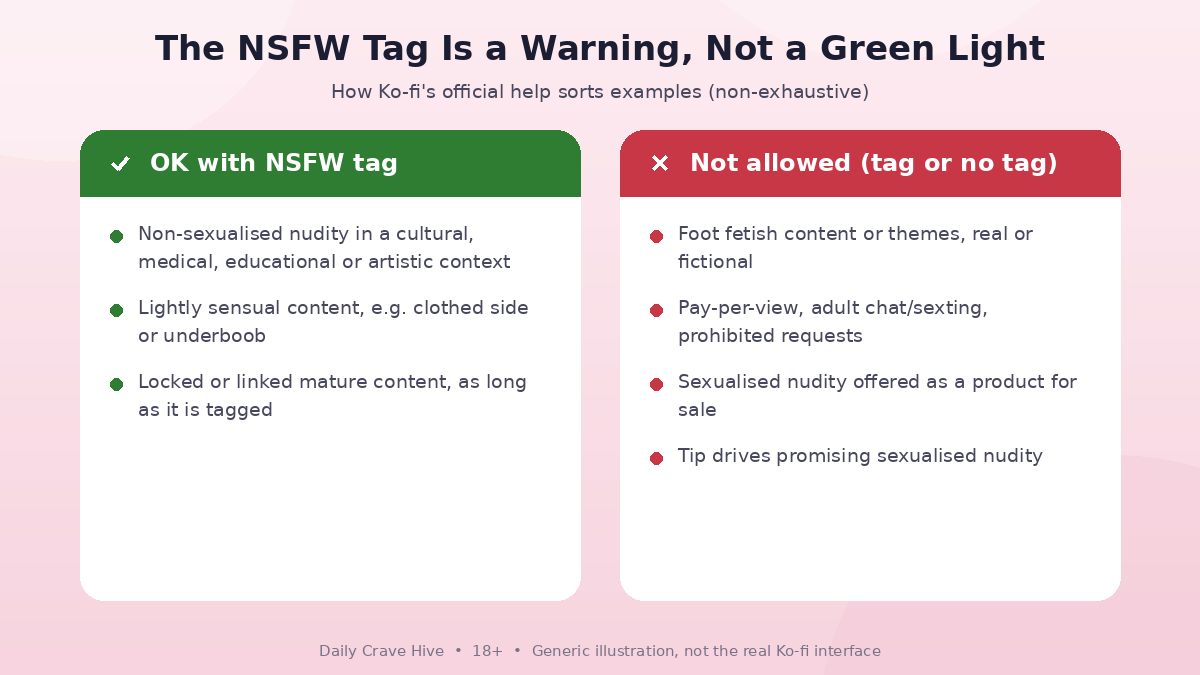 The NSFW Tag Is a Warning, Not a Green Light
How Ko-fi's official help sorts examples (non-exhaustive)
OK with NSFW tag
Non-sexualised nudity in a cultural,
medical, educational or artistic context
Lightly sensual content, e.g. clothed side
or underboob
Locked or linked mature content, as long
as it is tagged
Not allowed (tag or no tag)
Foot fetish content or themes, real or
fictional
Pay-per-view, adult chat/sexting,
prohibited requests
Sexualised nudity offered as a product for
sale
Tip drives promising sexualised nudity
Daily Crave Hive • 18+ • Generic illustration, not the real Ko-fi interface